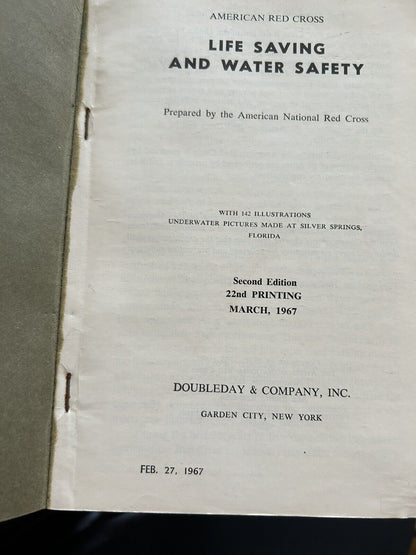 AMERICAN RED CROSS
LIFE SAVING
AND WATER SAFETY
Prepared by the American National Red Cross
WITH 142 ILLUSTRATIONS
UNDERWATER PICTURES MADE AT SILVER SPRINGS,
FLORIDA
Second Edition
22nd PRINTING
MARCH, 1967
DOUBLEDAY & COMPANY, INC.
GARDEN CITY, NEW YORK
FEB. 27, 1967